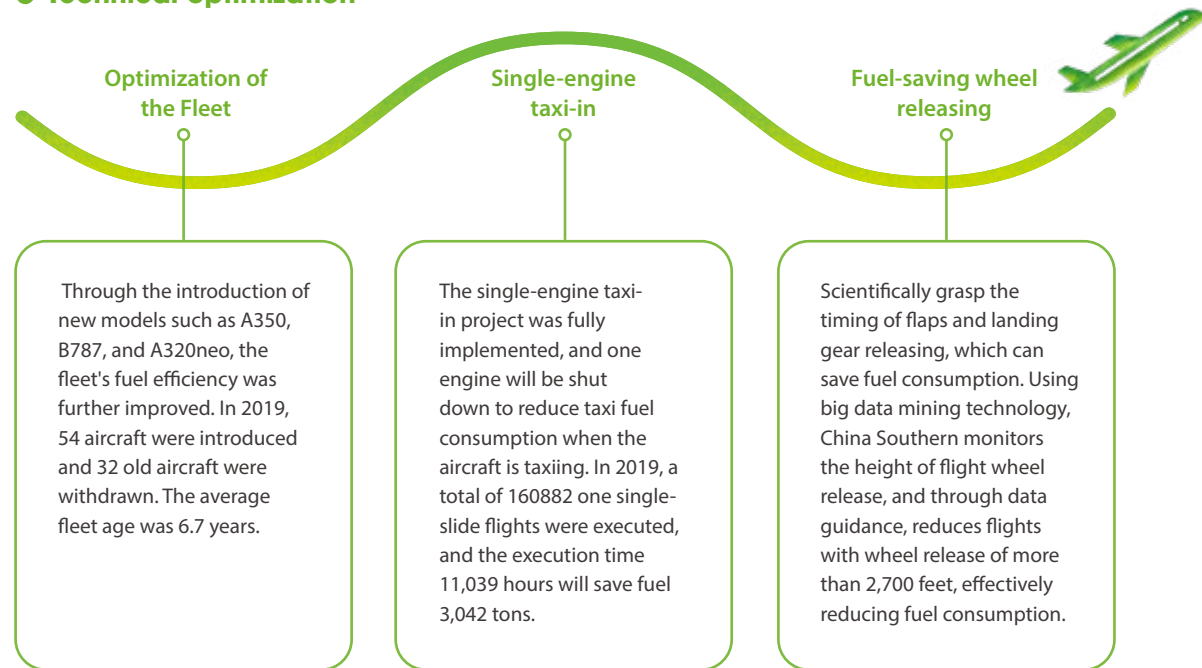 Technical Optimization
Optimization of
the Fleet
Through the introduction of
new models such as A350,
B787, and A320neo, the
fleet's fuel efficiency was
further improved. In 2019,
54 aircraft were introduced
and 32 old aircraft were
withdrawn. The average
fleet age was 6.7 years.
Single-engine
taxi-in
The single-engine taxi-
in project was fully
implemented, and one
engine will be shut
down to reduce taxi fuel
consumption when the
aircraft is taxiing. In 2019, a
total of 160882 one single-
slide flights were executed,
and the execution time
11,039 hours will save fuel
3,042 tons.
Fuel-saving wheel
releasing
Scientifically grasp the
timing of flaps and landing
gear releasing, which can
save fuel consumption. Using
big data mining technology,
China Southern monitors
the height of flight wheel
release, and through data
guidance, reduces flights
with wheel release of more
than 2,700 feet, effectively
reducing fuel consumption.